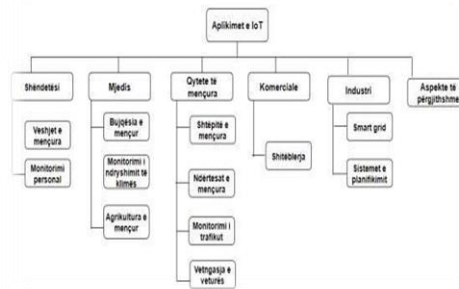 Aplikimet e IoT
Shëndetësi
Mjedis
Qytete të
mençura
Komerciale
Industri
Aspekte të
përgjithshme
Veshjet e
mençura
Monitorimi
personal
Bujqësia e
mençur
Monitorimi i
ndryshimit të
klimës
Agrikultura e
mençur
Shtëpitë e
mençura
Ndërtesat e
mençura
Monitorimi i
trafikut
Vetngasja e
veturës
Shitëblerja
Smart grid
Sistemet e
planifikimit